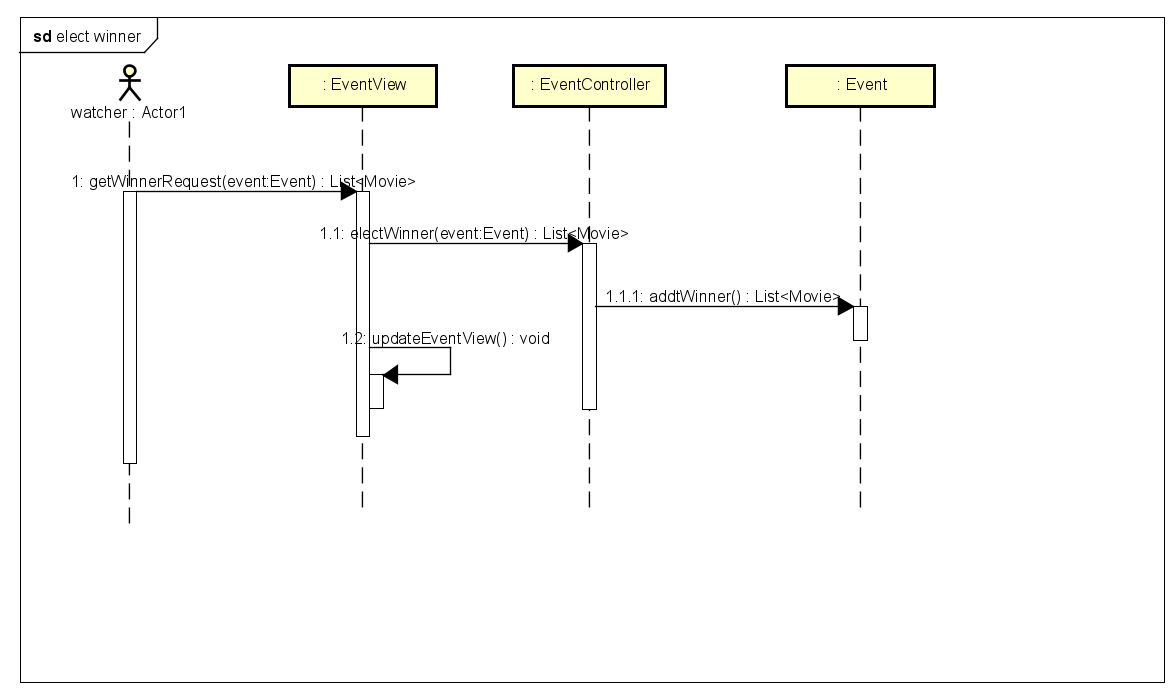 sd elect winner
: EventView
: EventController
: Event
watcher : Actor1
1: getWinnerRequest(event:Event) : List<Movie>
1.1: electWinner(event:Event) : List<Movie>
1.1.1: addtWinner() : List<Movie>
1.2: updateEventView() : void